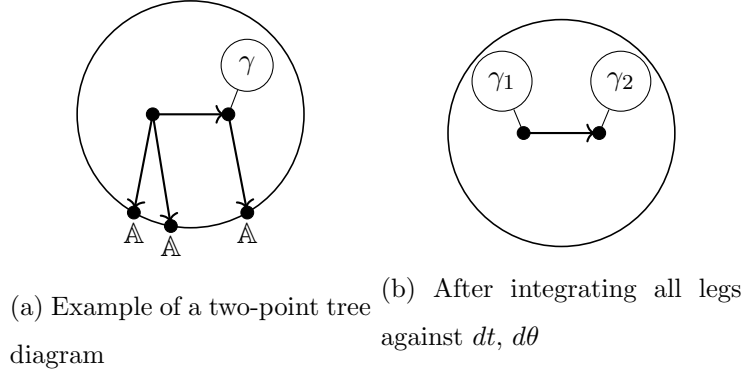 γ
𝔸
𝔸
𝔸
(a) Example of a two-point tree
diagram
γ1
γ2
(b) After integrating all legs
against dt, dθ